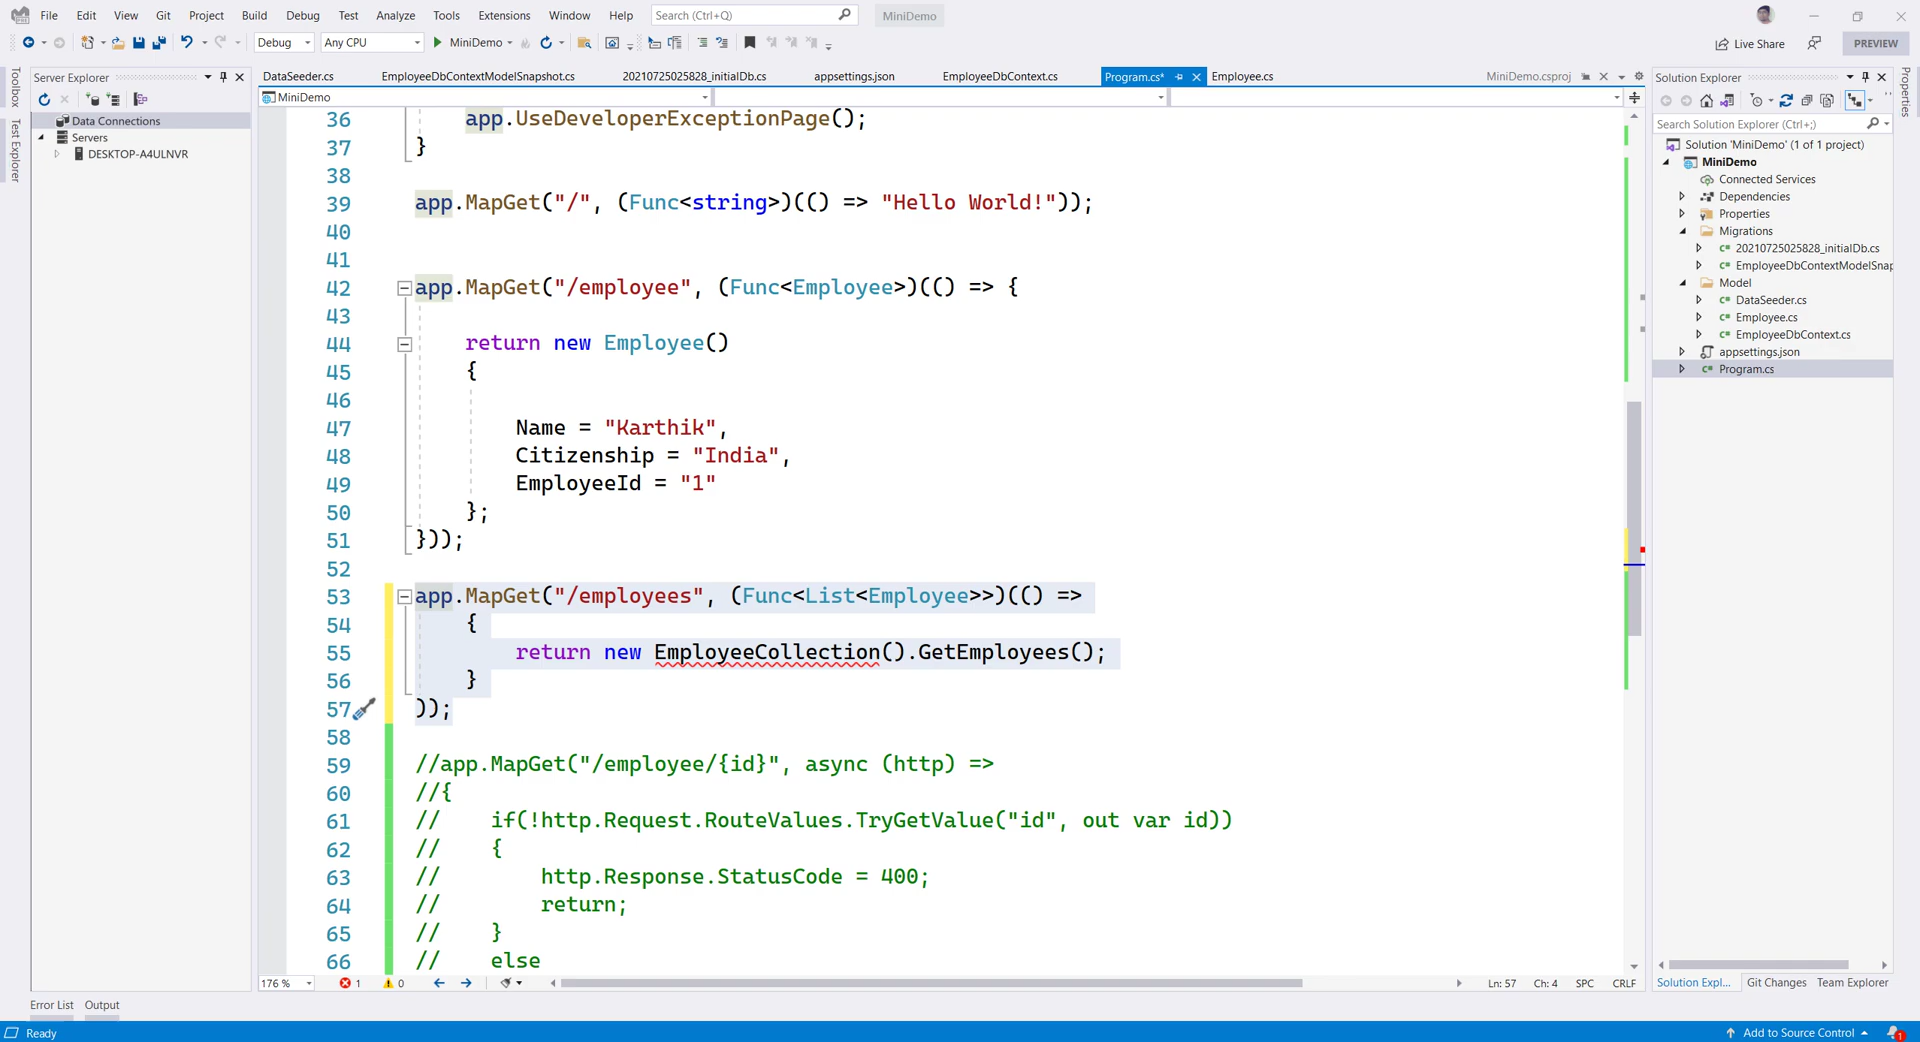 File Edit View Git Project Build Debug Test Analyze Tools Extensions Window Help Search (Ctrl+Q) MiniDemo
Debug Any CPU MiniDemo Live Share PREVIEW
Toolbox
Test Explorer
Server Explorer
Data Connections
Servers
DESKTOP-A4ULNVR
DataSeeder.cs EmployeeDbContextModelSnapshot.cs 20210725025828_initialDb.cs appsettings.json EmployeeDbContext.cs Program.cs* Employee.cs MiniDemo.csproj
MiniDemo
36 app.UseDeveloperExceptionPage();
37 }
38
39 app.MapGet("/", (Func<string>)(() => "Hello World!"));
40
41
42 app.MapGet("/employee", (Func<Employee>)(() => {
43
44 return new Employee()
45 {
46
47 Name = "Karthik",
48 Citizenship = "India",
49 EmployeeId = "1"
50 };
51 }));
52
53 app.MapGet("/employees", (Func<List<Employee>>)(() =>
54 {
55 return new EmployeeCollection().GetEmployees();
56 }
57 ));
58
59 //app.MapGet("/employee/{id}", async (http) =>
60 //{
61 // if(!http.Request.RouteValues.TryGetValue("id", out var id))
62 // {
63 // http.Response.StatusCode = 400;
64 // return;
65 // }
66 // else
176 % 1 0 Ln: 57 Ch: 4 SPC CRLF
Solution Explorer
Search Solution Explorer (Ctrl+;)
Solution 'MiniDemo' (1 of 1 project)
MiniDemo
Connected Services
Dependencies
Properties
Migrations
20210725025828_initialDb.cs
EmployeeDbContextModelSnap
Model
DataSeeder.cs
Employee.cs
EmployeeDbContext.cs
appsettings.json
Program.cs
Solution Expl... Git Changes Team Explorer
Properties
Error List Output
Ready Add to Source Control 1